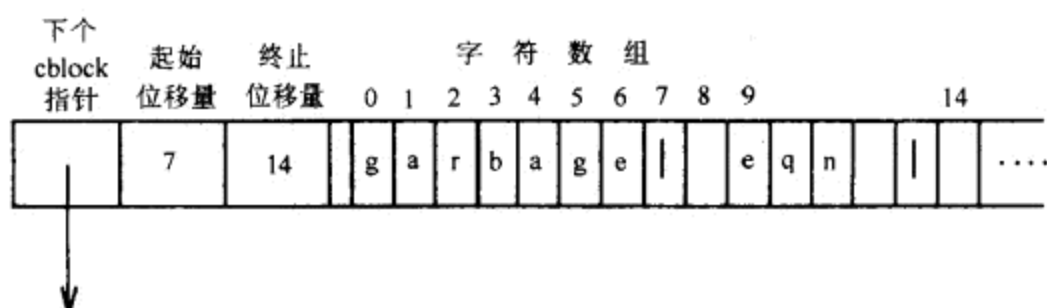 下个
cblock
指针
起始
位移量
终止
位移量
字符数组
0 1 2 3 4 5 6 7 8 9 14
7 14 g a r b a g e | e q n | ····